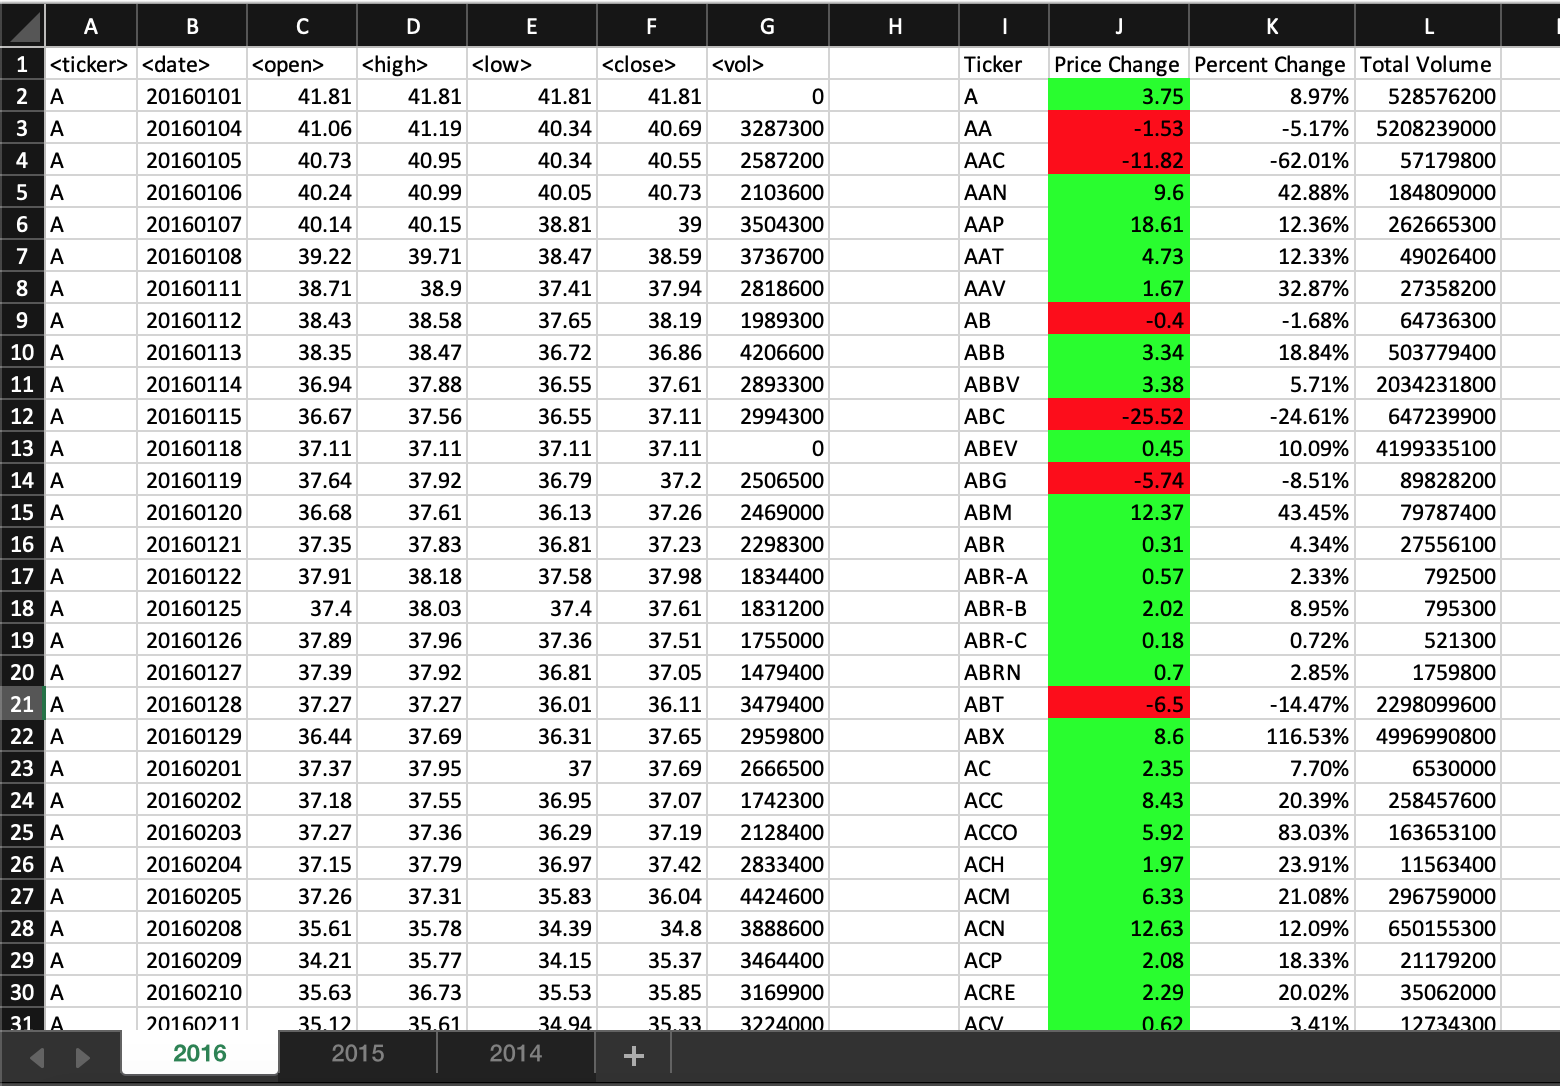 A B C D E F G H I J K L
1 <ticker> <date> <open> <high> <low> <close> <vol> Ticker Price Change Percent Change Total Volume
2 A 20160101 41.81 41.81 41.81 41.81 0 A 3.75 8.97% 528576200
3 A 20160104 41.06 41.19 40.34 40.69 3287300 AA -1.53 -5.17% 5208239000
4 A 20160105 40.73 40.95 40.34 40.55 2587200 AAC -11.82 -62.01% 57179800
5 A 20160106 40.24 40.99 40.05 40.73 2103600 AAN 9.6 42.88% 184809000
6 A 20160107 40.14 40.15 38.81 39 3504300 AAP 18.61 12.36% 262665300
7 A 20160108 39.22 39.71 38.47 38.59 3736700 AAT 4.73 12.33% 49026400
8 A 20160111 38.71 38.9 37.41 37.94 2818600 AAV 1.67 32.87% 27358200
9 A 20160112 38.43 38.58 37.65 38.19 1989300 AB -0.4 -1.68% 64736300
10 A 20160113 38.35 38.47 36.72 36.86 4206600 ABB 3.34 18.84% 503779400
11 A 20160114 36.94 37.88 36.55 37.61 2893300 ABBV 3.38 5.71% 2034231800
12 A 20160115 36.67 37.56 36.55 37.11 2994300 ABC -25.52 -24.61% 647239900
13 A 20160118 37.11 37.11 37.11 37.11 0 ABEV 0.45 10.09% 4199335100
14 A 20160119 37.64 37.92 36.79 37.2 2506500 ABG -5.74 -8.51% 89828200
15 A 20160120 36.68 37.61 36.13 37.26 2469000 ABM 12.37 43.45% 79787400
16 A 20160121 37.35 37.83 36.81 37.23 2298300 ABR 0.31 4.34% 27556100
17 A 20160122 37.91 38.18 37.58 37.98 1834400 ABR-A 0.57 2.33% 792500
18 A 20160125 37.4 38.03 37.4 37.61 1831200 ABR-B 2.02 8.95% 795300
19 A 20160126 37.89 37.96 37.36 37.51 1755000 ABR-C 0.18 0.72% 521300
20 A 20160127 37.39 37.92 36.81 37.05 1479400 ABRN 0.7 2.85% 1759800
21 A 20160128 37.27 37.27 36.01 36.11 3479400 ABT -6.5 -14.47% 2298099600
22 A 20160129 36.44 37.69 36.31 37.65 2959800 ABX 8.6 116.53% 4996990800
23 A 20160201 37.37 37.95 37 37.69 2666500 AC 2.35 7.70% 6530000
24 A 20160202 37.18 37.55 36.95 37.07 1742300 ACC 8.43 20.39% 258457600
25 A 20160203 37.27 37.36 36.29 37.19 2128400 ACCO 5.92 83.03% 163653100
26 A 20160204 37.15 37.79 36.97 37.42 2833400 ACH 1.97 23.91% 11563400
27 A 20160205 37.26 37.31 35.83 36.04 4424600 ACM 6.33 21.08% 296759000
28 A 20160208 35.61 35.78 34.39 34.8 3888600 ACN 12.63 12.09% 650155300
29 A 20160209 34.21 35.77 34.15 35.37 3464400 ACP 2.08 18.33% 21179200
30 A 20160210 35.63 36.73 35.53 35.85 3169900 ACRE 2.29 20.02% 35062000
31 A 20160211 35.12 35.61 34.94 35.33 3224000 ACV 0.62 3.41% 12734300
2016 2015 2014 +